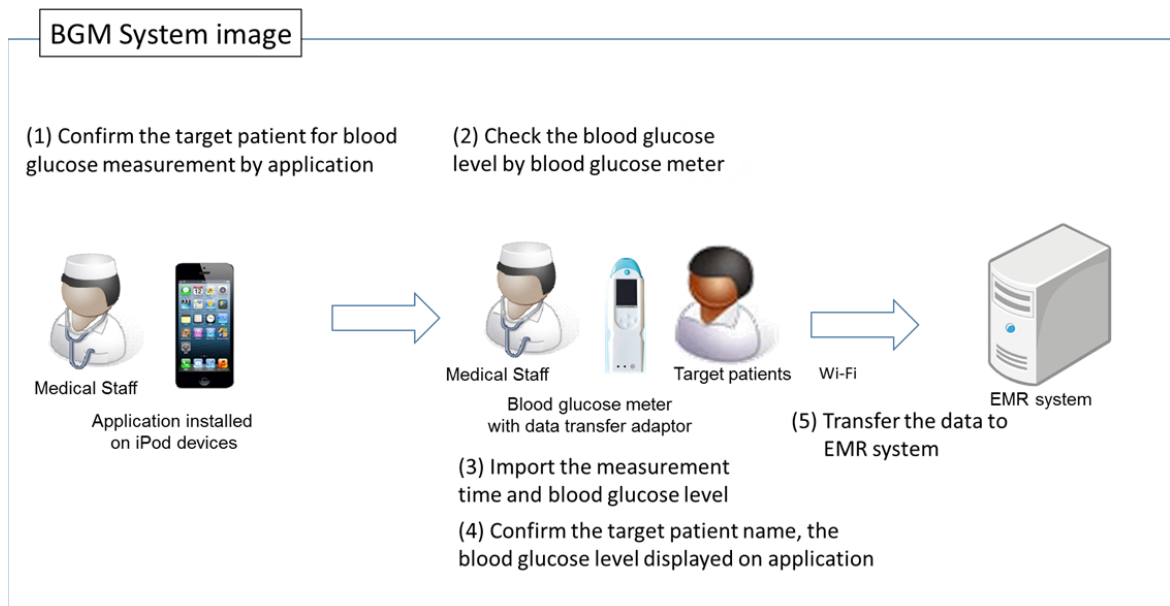 BGM System image
(1) Confirm the target patient for blood
glucose measurement by application
(2) Check the blood glucose
level by blood glucose meter
Medical Staff
Application installed
on iPod devices
Medical Staff
Target patients
Blood glucose meter
with data transfer adaptor
Wi-Fi
EMR system
(3) Import the measurement
time and blood glucose level
(4) Confirm the target patient name, the
blood glucose level displayed on application
(5) Transfer the data to
EMR system